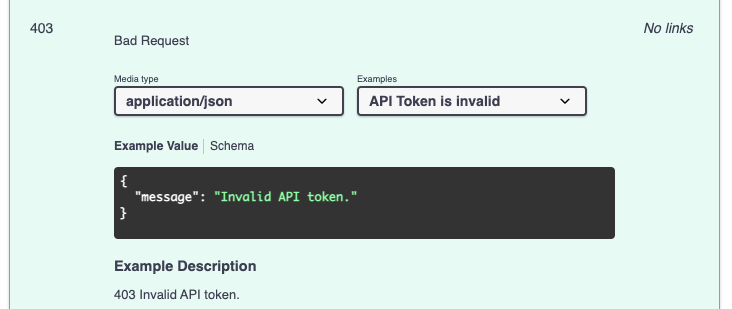 403
Bad Request
No links
Media type
application/json
Examples
API Token is invalid
Example Value
Schema
{
"message": "Invalid API token."
}
Example Description
403 Invalid API token.